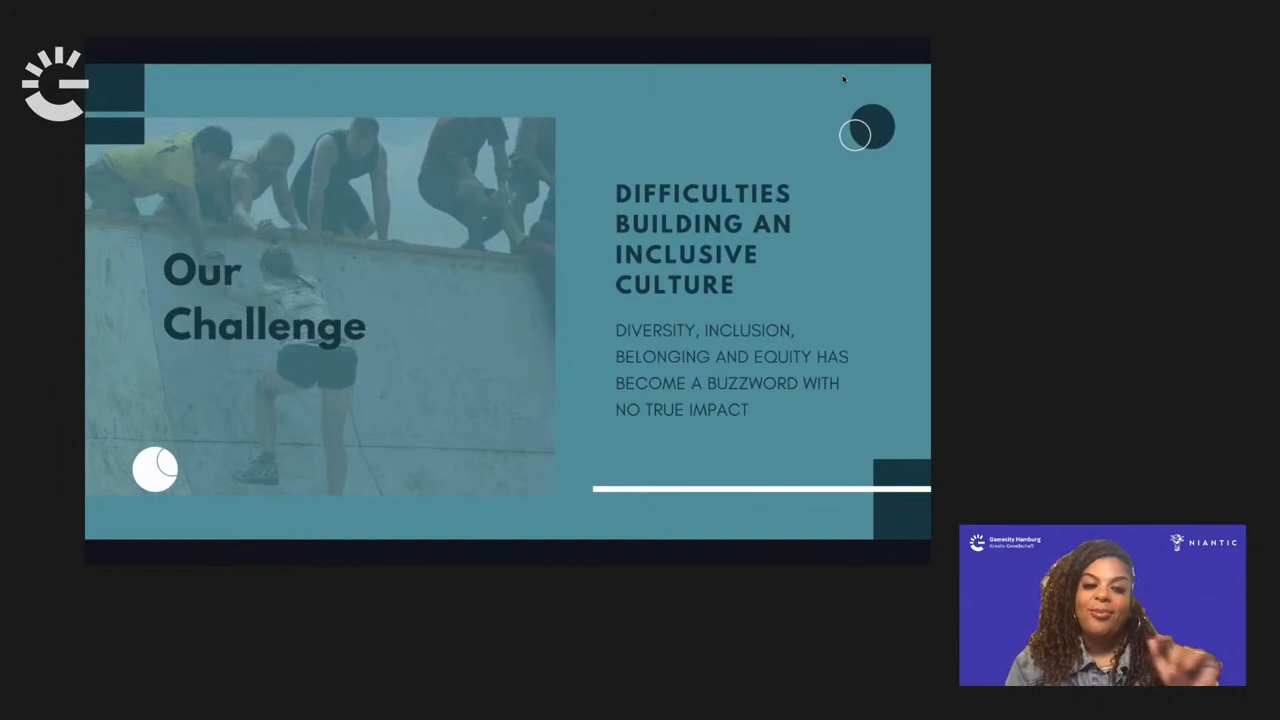 Our
Challenge
DIFFICULTIES
BUILDING AN
INCLUSIVE
CULTURE
DIVERSITY, INCLUSION,
BELONGING AND EQUITY HAS
BECOME A BUZZWORD WITH
NO TRUE IMPACT
Gamecity Hamburg
Kreativ Gesellschaft
NIANTIC